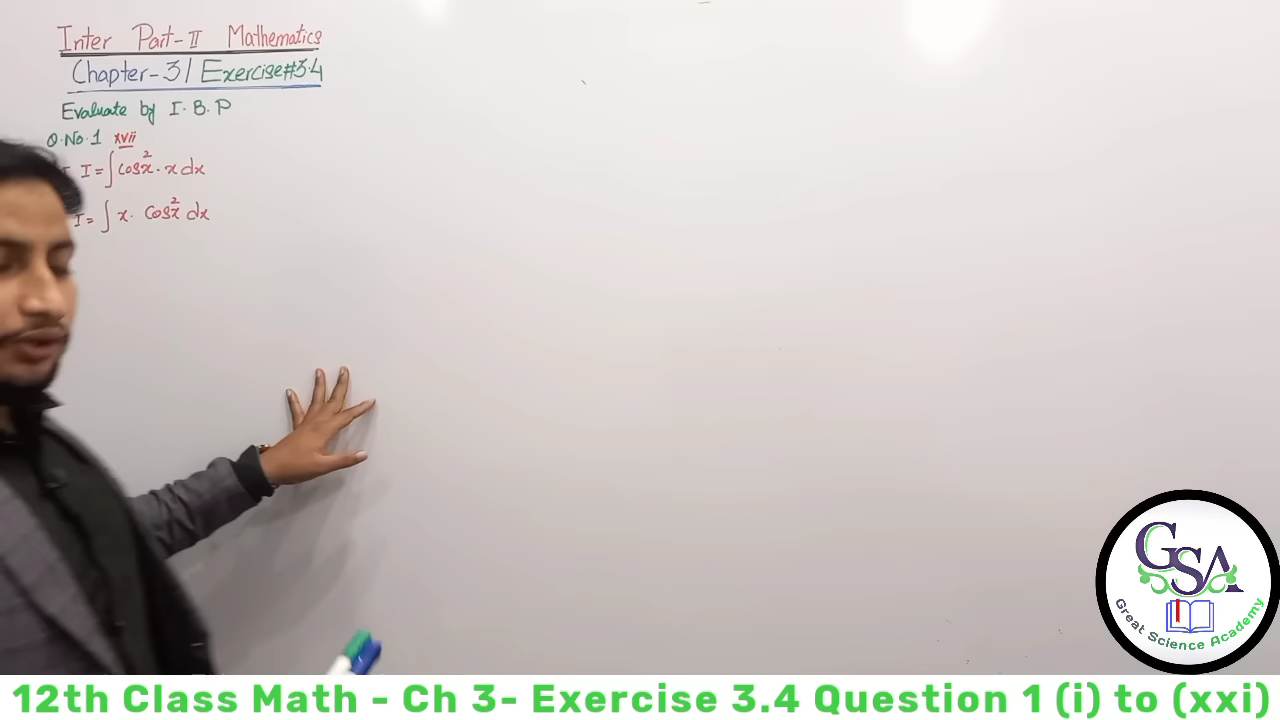 Inter Part-II Mathematics
Chapter-3/Exercise#3.4
Evaluate by I.B.P
Q.No.1 xvii
I = ∫cos²x · x dx
I = ∫ x · cos²x dx
GSA
Great Science Academy
12th Class Math - Ch 3- Exercise 3.4 Question 1 (i) to (xxi)